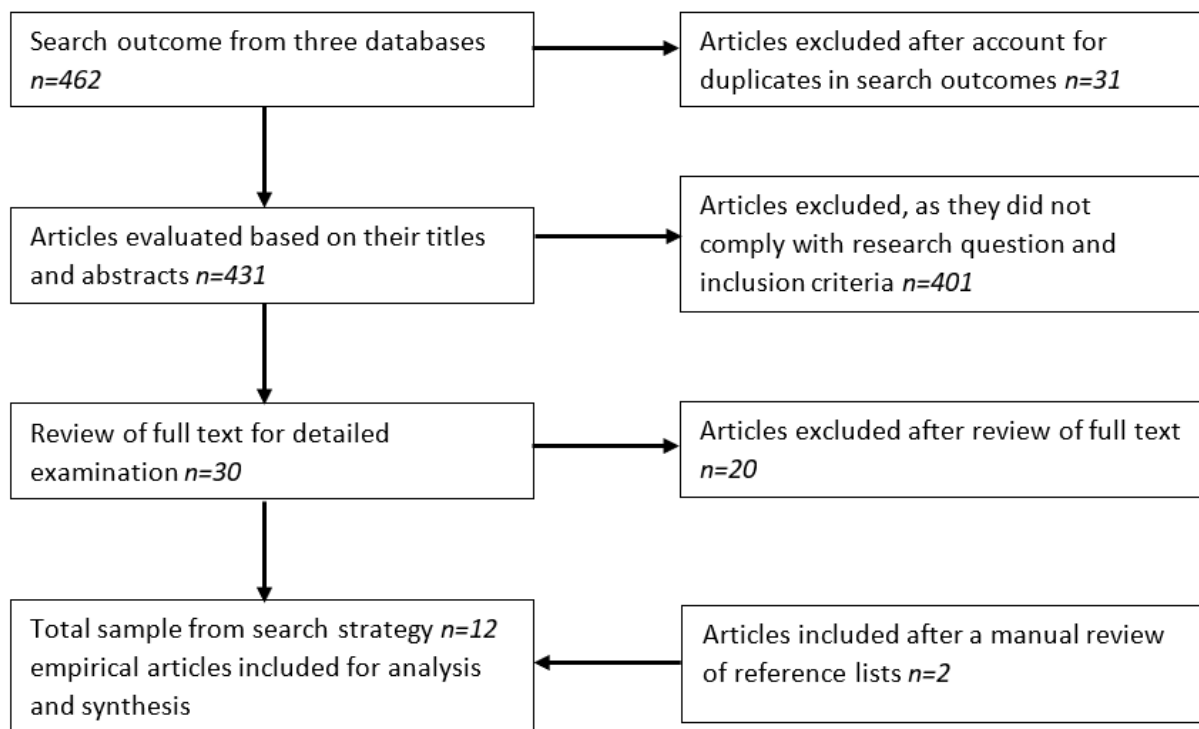 Search outcome from three databases
n=462
Articles excluded after account for
duplicates in search outcomes n=31
Articles evaluated based on their titles
and abstracts n=431
Articles excluded, as they did not
comply with research question and
inclusion criteria n=401
Review of full text for detailed
examination n=30
Articles excluded after review of full text
n=20
Total sample from search strategy n=12
empirical articles included for analysis
and synthesis
Articles included after a manual review
of reference lists n=2